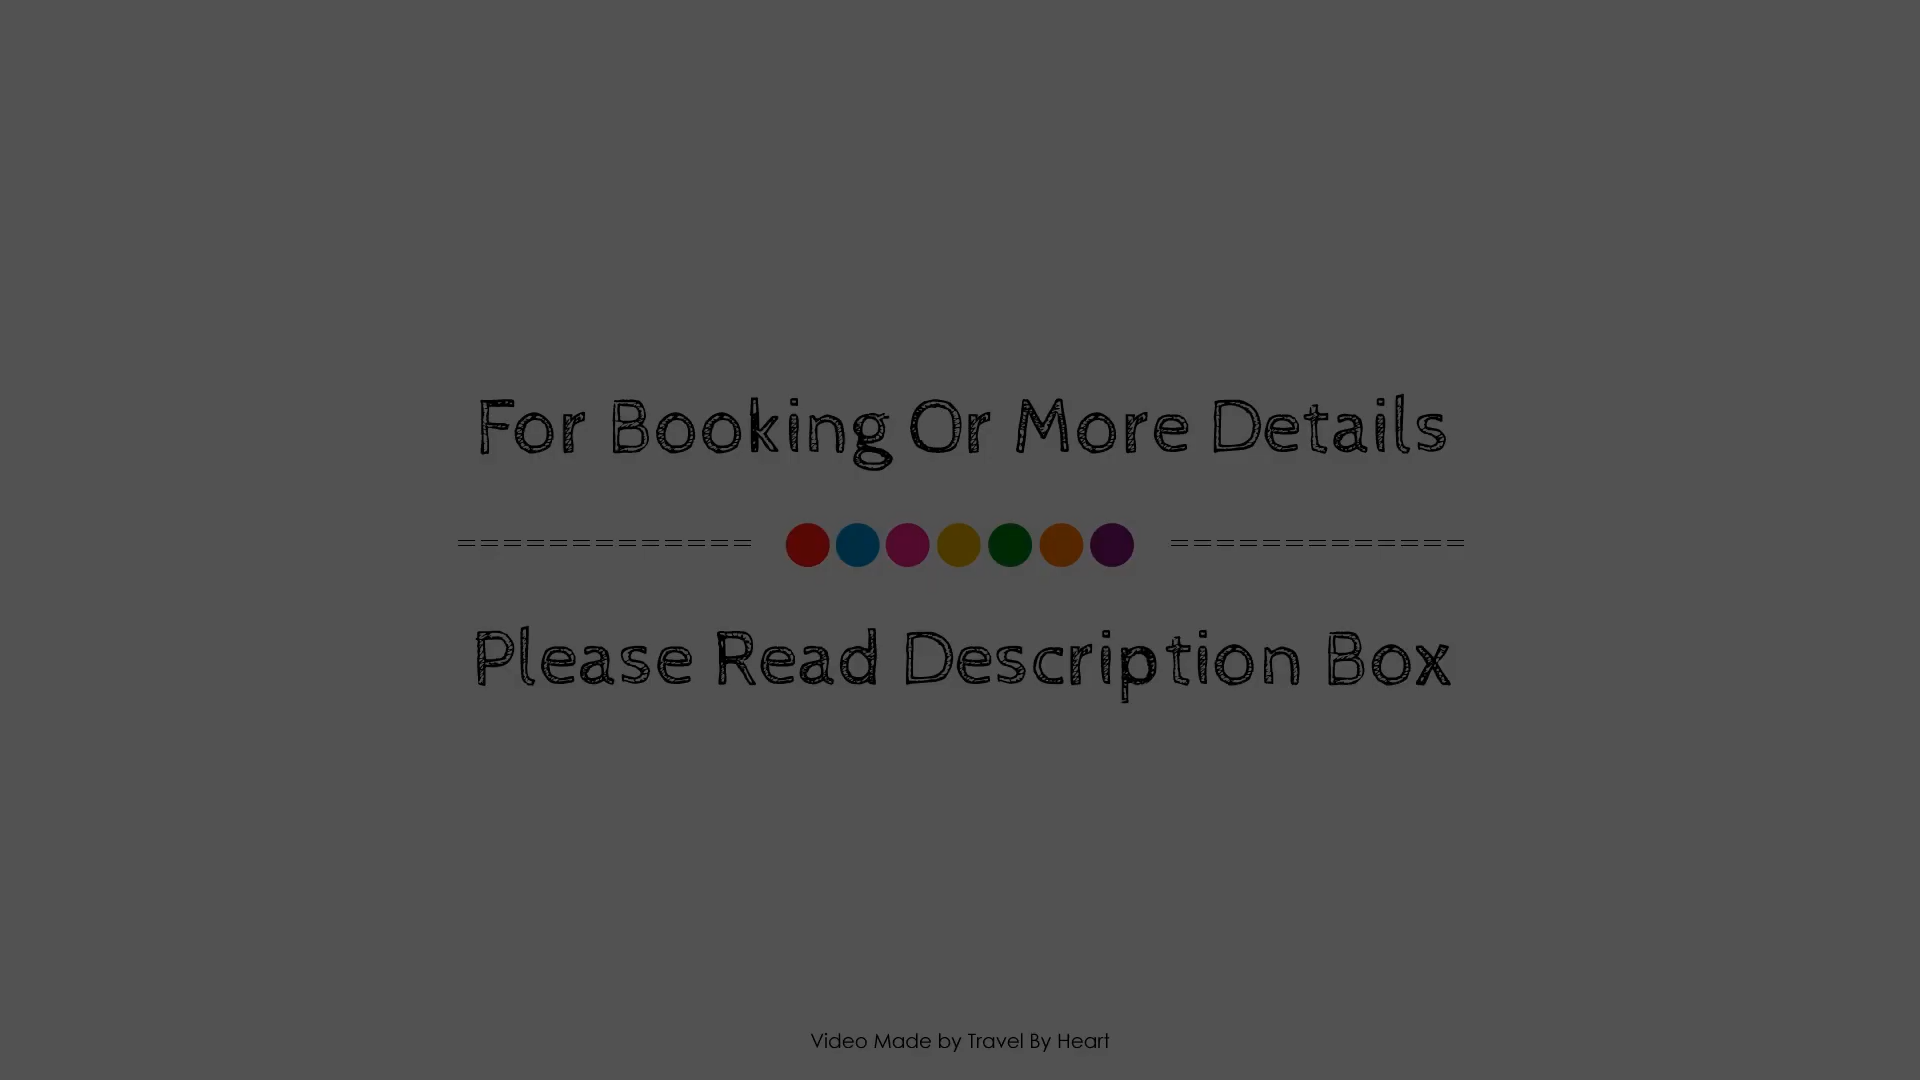 For Booking Or More Details
============= =============
Please Read Description Box
Video Made by Travel By Heart